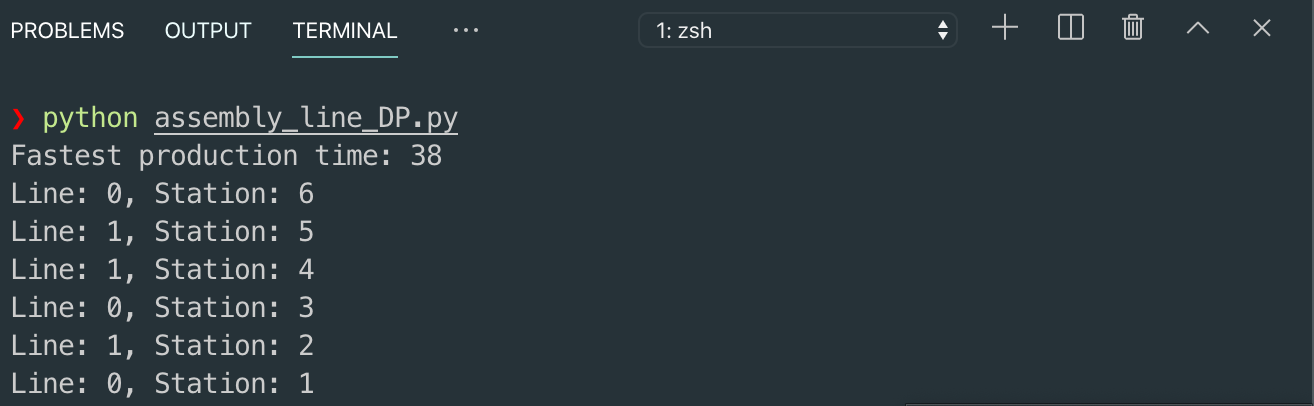 PROBLEMS OUTPUT TERMINAL ... 1: zsh
❯ python assembly_line_DP.py
Fastest production time: 38
Line: 0, Station: 6
Line: 1, Station: 5
Line: 1, Station: 4
Line: 0, Station: 3
Line: 1, Station: 2
Line: 0, Station: 1